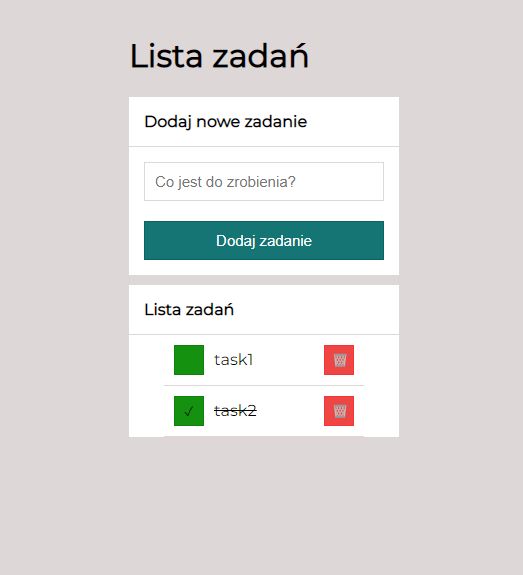 Lista zadań
Dodaj nowe zadanie
Co jest do zrobienia?
Dodaj zadanie
Lista zadań
task1
✓ task2